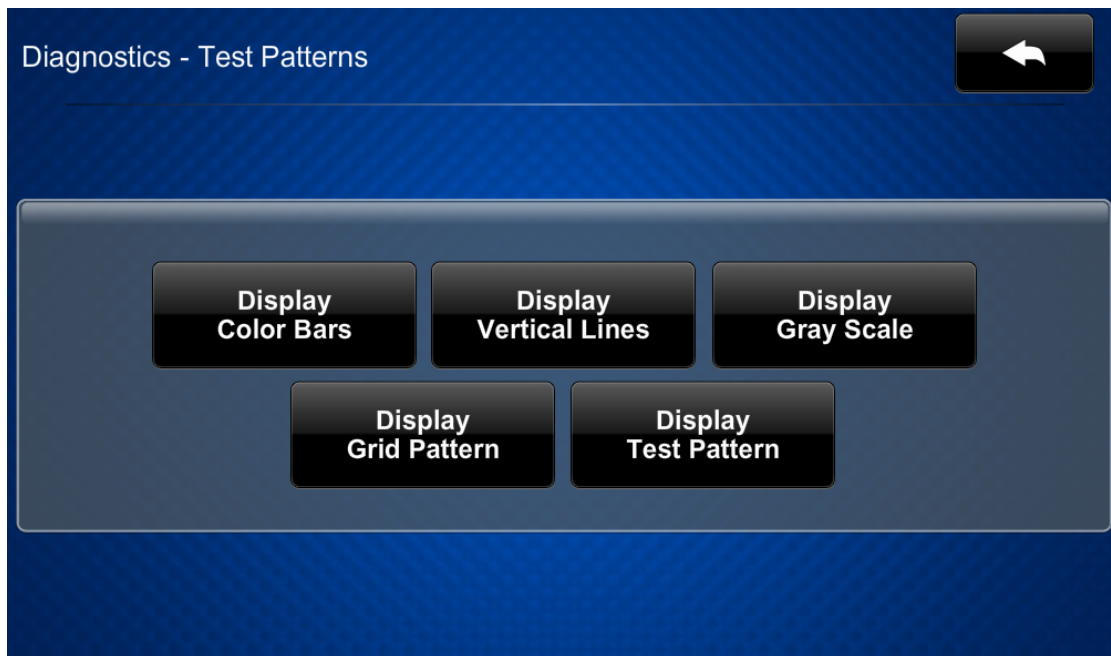 Diagnostics - Test Patterns
Display
Color Bars
Display
Vertical Lines
Display
Gray Scale
Display
Grid Pattern
Display
Test Pattern